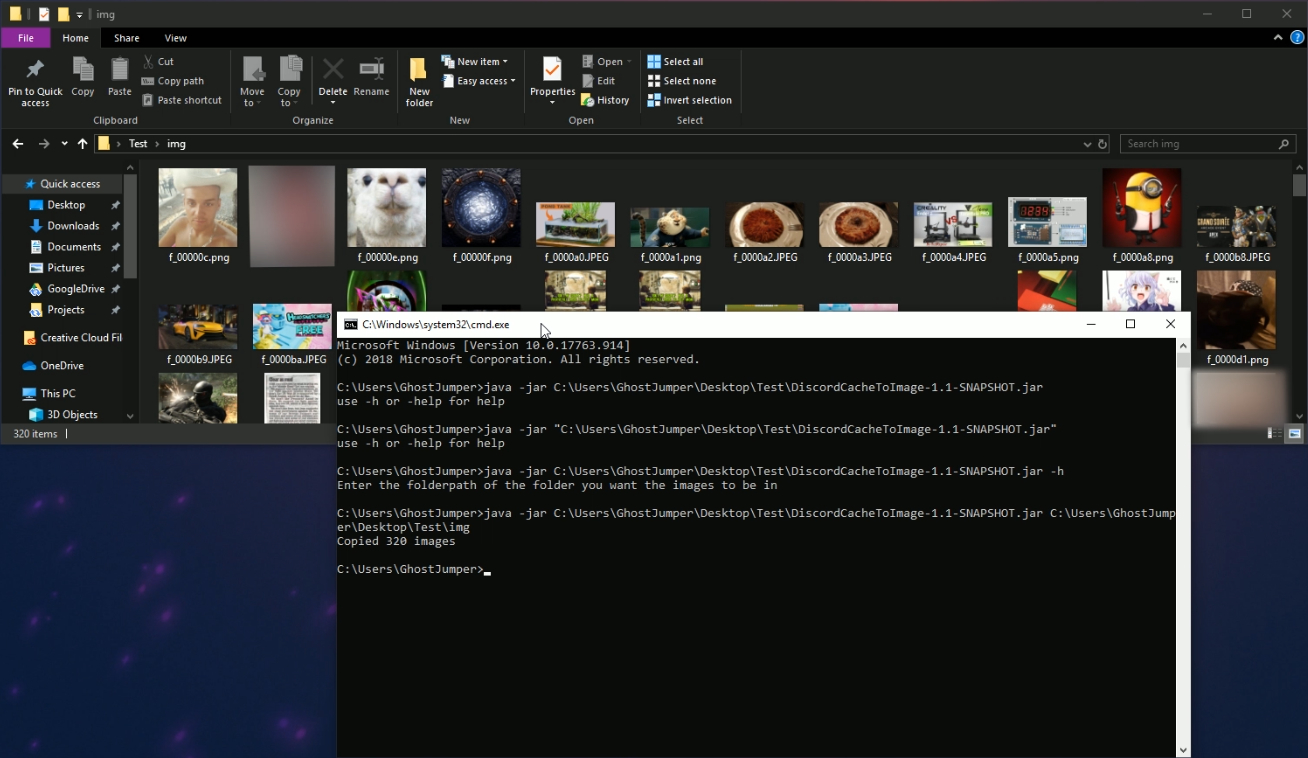 img
File
Home
Share
View
Pin to Quick
access
Copy
Paste
Cut
Copy path
Paste shortcut
Clipboard
Move
to
Copy
to
Delete
Rename
Organize
New
folder
New item
Easy access
New
Properties
Open
Edit
History
Open
Select all
Select none
Invert selection
Select
Test > img
Search img
Quick access
Desktop
Downloads
Documents
Pictures
GoogleDrive
Projects
Creative Cloud Fil
OneDrive
This PC
3D Objects
f_00000c.png
f_00000e.png
f_00000f.png
f_0000a0.JPEG
f_0000a1.png
f_0000a2.JPEG
f_0000a3.JPEG
f_0000a4.JPEG
f_0000a5.png
f_0000a8.png
f_0000b8.JPEG
f_0000b9.JPEG
f_0000ba.JPEG
f_0000d1.png
320 items
C:\Windows\system32\cmd.exe
Microsoft Windows [Version 10.0.17763.914]
(c) 2018 Microsoft Corporation. All rights reserved.
C:\Users\GhostJumper>java -jar C:\Users\GhostJumper\Desktop\Test\DiscordCacheToImage-1.1-SNAPSHOT.jar
use -h or -help for help
C:\Users\GhostJumper>java -jar "C:\Users\GhostJumper\Desktop\Test\DiscordCacheToImage-1.1-SNAPSHOT.jar"
use -h or -help for help
C:\Users\GhostJumper>java -jar C:\Users\GhostJumper\Desktop\Test\DiscordCacheToImage-1.1-SNAPSHOT.jar -h
Enter the folderpath of the folder you want the images to be in
C:\Users\GhostJumper>java -jar C:\Users\GhostJumper\Desktop\Test\DiscordCacheToImage-1.1-SNAPSHOT.jar C:\Users\GhostJump
er\Desktop\Test\img
Copied 320 images
C:\Users\GhostJumper>